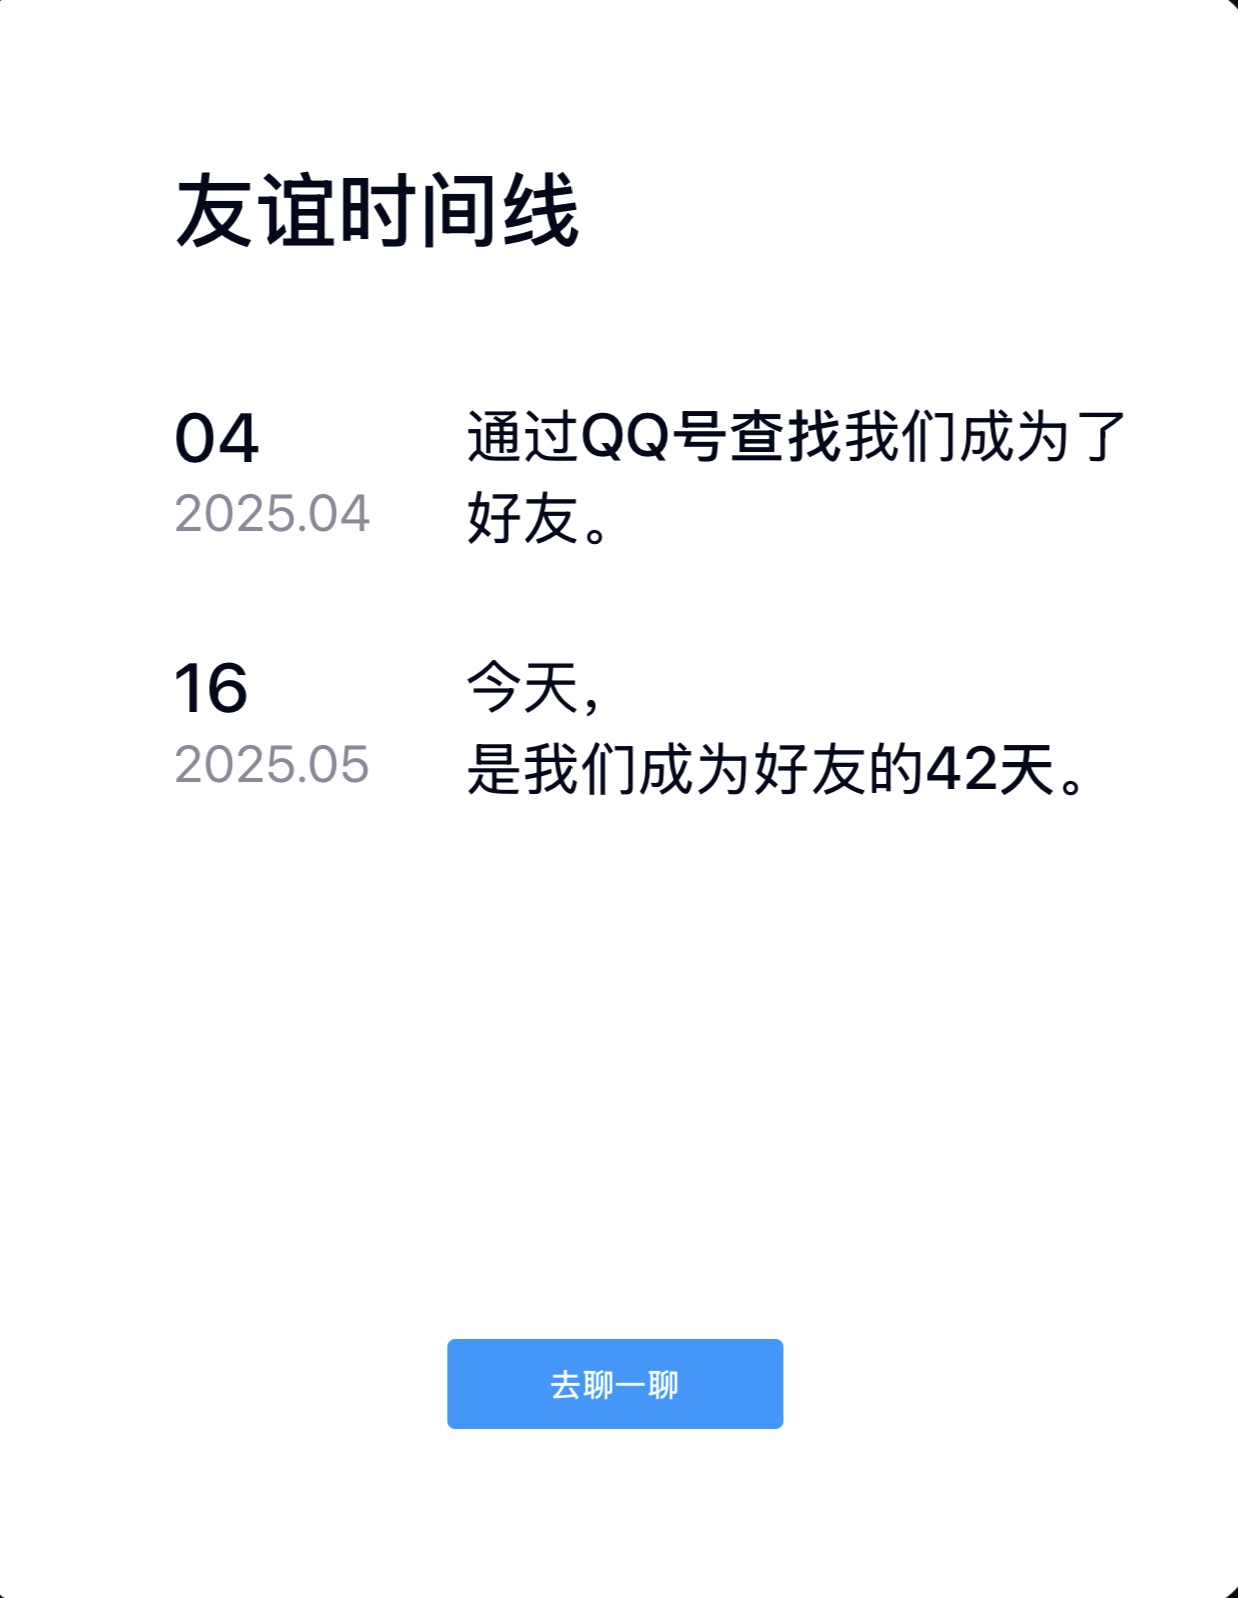 友谊时间线
04
2025.04
通过QQ号查找我们成为了
好友。
16
2025.05
今天，
是我们成为好友的42天。
去聊一聊